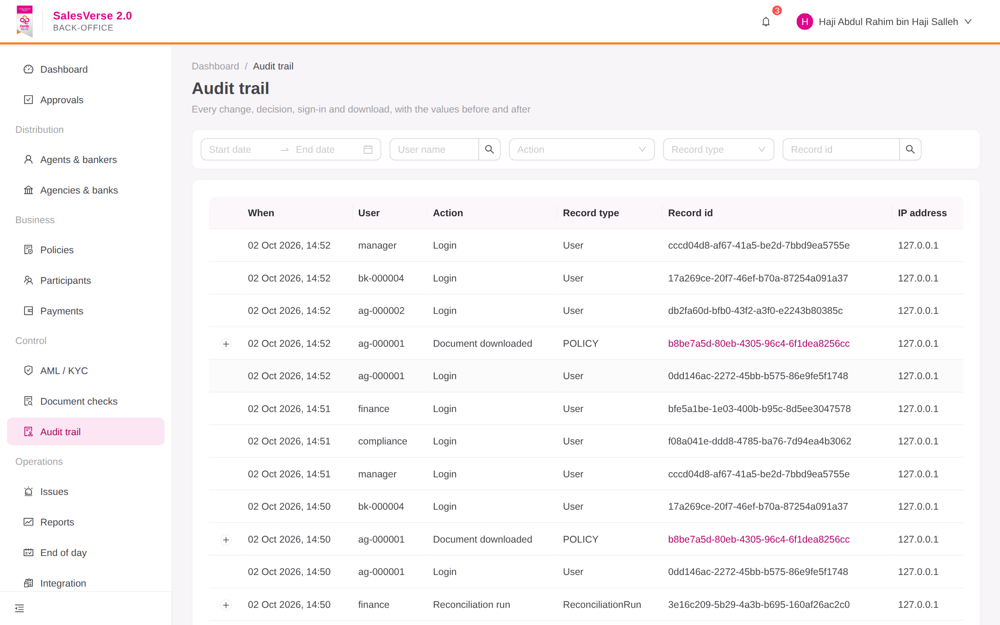 Family
Takaful
SalesVerse 2.0
BACK-OFFICE
3
H
Haji Abdul Rahim bin Haji Salleh
Dashboard
Approvals
Distribution
Agents & bankers
Agencies & banks
Business
Policies
Participants
Payments
Control
AML / KYC
Document checks
Audit trail
Operations
Issues
Reports
End of day
Integration
Dashboard / Audit trail
Audit trail
Every change, decision, sign-in and download, with the values before and after
Start date End date User name Action Record type Record id
When User Action Record type Record id IP address
02 Oct 2026, 14:52 manager Login User cccd04d8-af67-41a5-be2d-7bbd9ea5755e 127.0.0.1
02 Oct 2026, 14:52 bk-000004 Login User 17a269ce-20f7-46ef-b70a-87254a091a37 127.0.0.1
02 Oct 2026, 14:52 ag-000002 Login User db2fa60d-bfb0-43f2-a3f0-e2243b80385c 127.0.0.1
02 Oct 2026, 14:52 ag-000001 Document downloaded POLICY b8be7a5d-80eb-4305-96c4-6f1dea8256cc 127.0.0.1
02 Oct 2026, 14:52 ag-000001 Login User 0dd146ac-2272-45bb-b575-86e9fe5f1748 127.0.0.1
02 Oct 2026, 14:51 finance Login User bfe5a1be-1e03-400b-b95c-8d5ee3047578 127.0.0.1
02 Oct 2026, 14:51 compliance Login User f08a041e-ddd8-4785-ba76-7d94ea4b3062 127.0.0.1
02 Oct 2026, 14:51 manager Login User cccd04d8-af67-41a5-be2d-7bbd9ea5755e 127.0.0.1
02 Oct 2026, 14:50 bk-000004 Login User 17a269ce-20f7-46ef-b70a-87254a091a37 127.0.0.1
02 Oct 2026, 14:50 ag-000001 Document downloaded POLICY b8be7a5d-80eb-4305-96c4-6f1dea8256cc 127.0.0.1
02 Oct 2026, 14:50 ag-000001 Login User 0dd146ac-2272-45bb-b575-86e9fe5f1748 127.0.0.1
02 Oct 2026, 14:50 finance Reconciliation run ReconciliationRun 3e16c209-5b29-4a3b-b695-160af26ac2c0 127.0.0.1